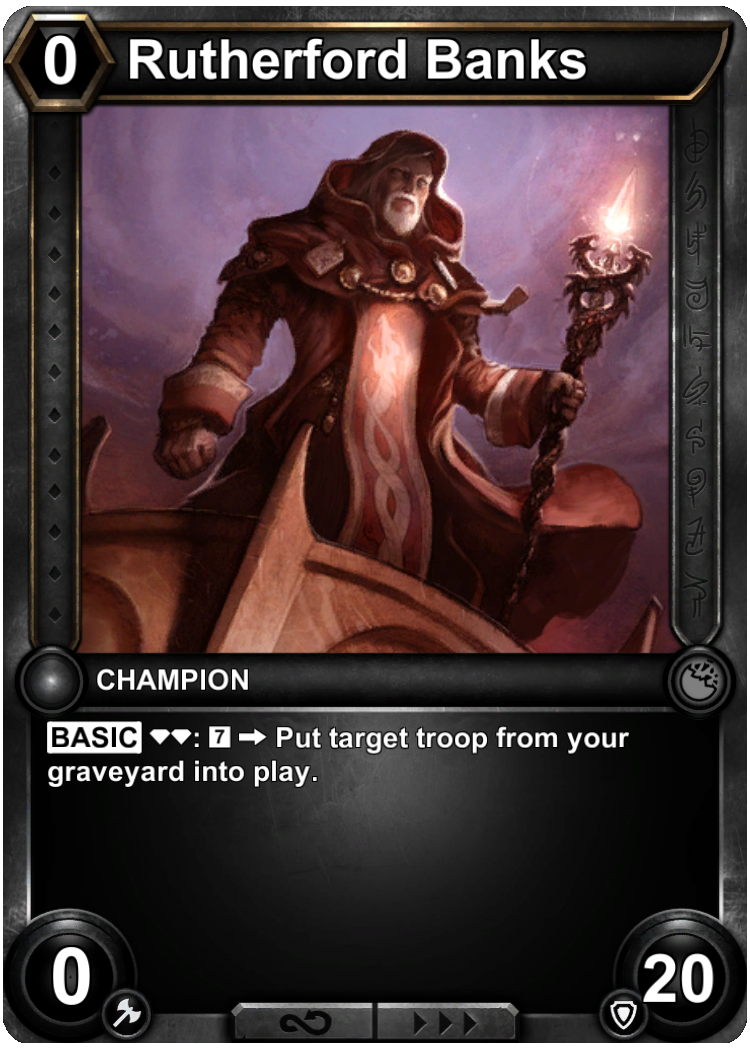 0 Rutherford Banks
CHAMPION
BASIC ♥♥: 7 → Put target troop from your
graveyard into play.
0 20